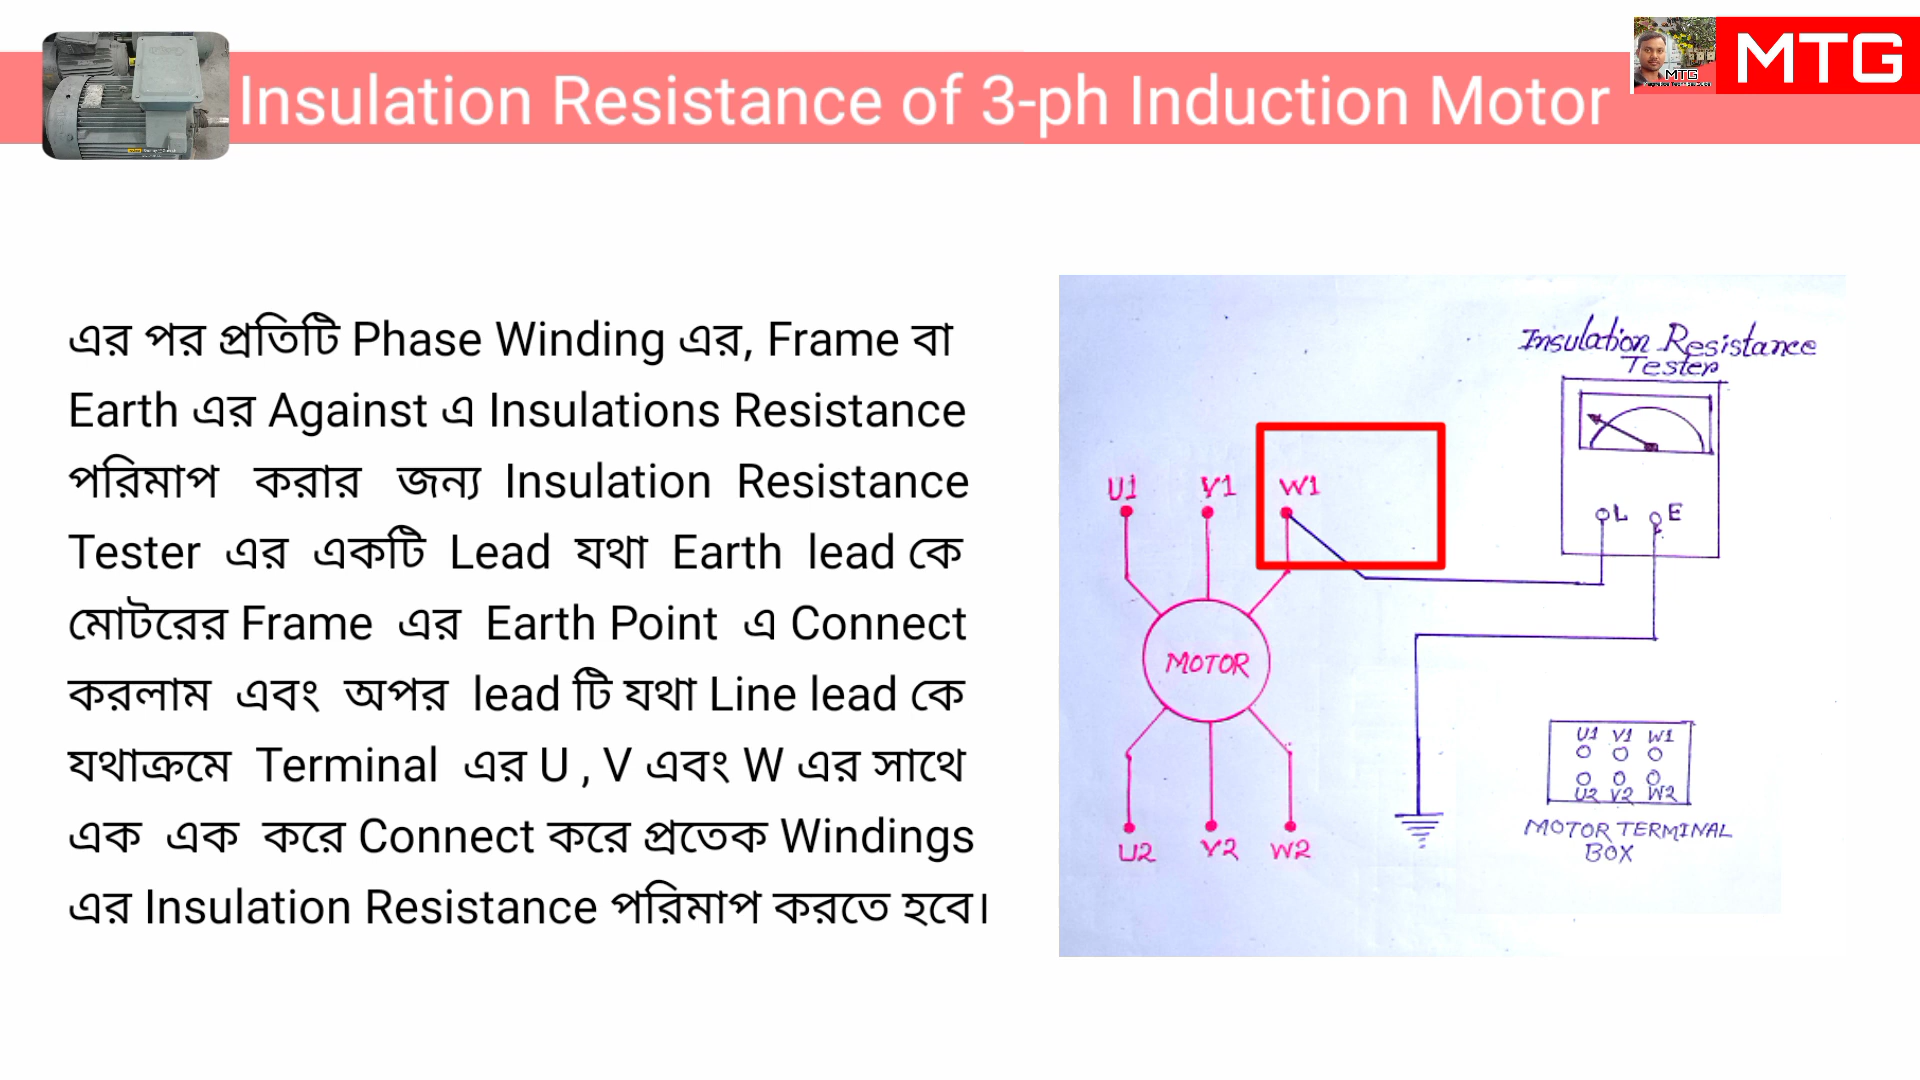 Insulation Resistance of 3-ph Induction Motor
MTG
MTG
এর পর প্রতিটি Phase Winding এর, Frame বা
Earth এর Against এ Insulations Resistance
পরিমাপ করার জন্য Insulation Resistance
Tester এর একটি Lead যথা Earth lead কে
মোটরের Frame এর Earth Point এ Connect
করলাম এবং অপর lead টি যথা Line lead কে
যথাক্রমে Terminal এর U , V এবং W এর সাথে
এক এক করে Connect করে প্রতেক Windings
এর Insulation Resistance পরিমাপ করতে হবে।
Insulation Resistance
Tester
L E
U1 V1 W1
MOTOR
U2 V2 W2
U1 V1 W1
U2 V2 W2
MOTOR TERMINAL
BOX